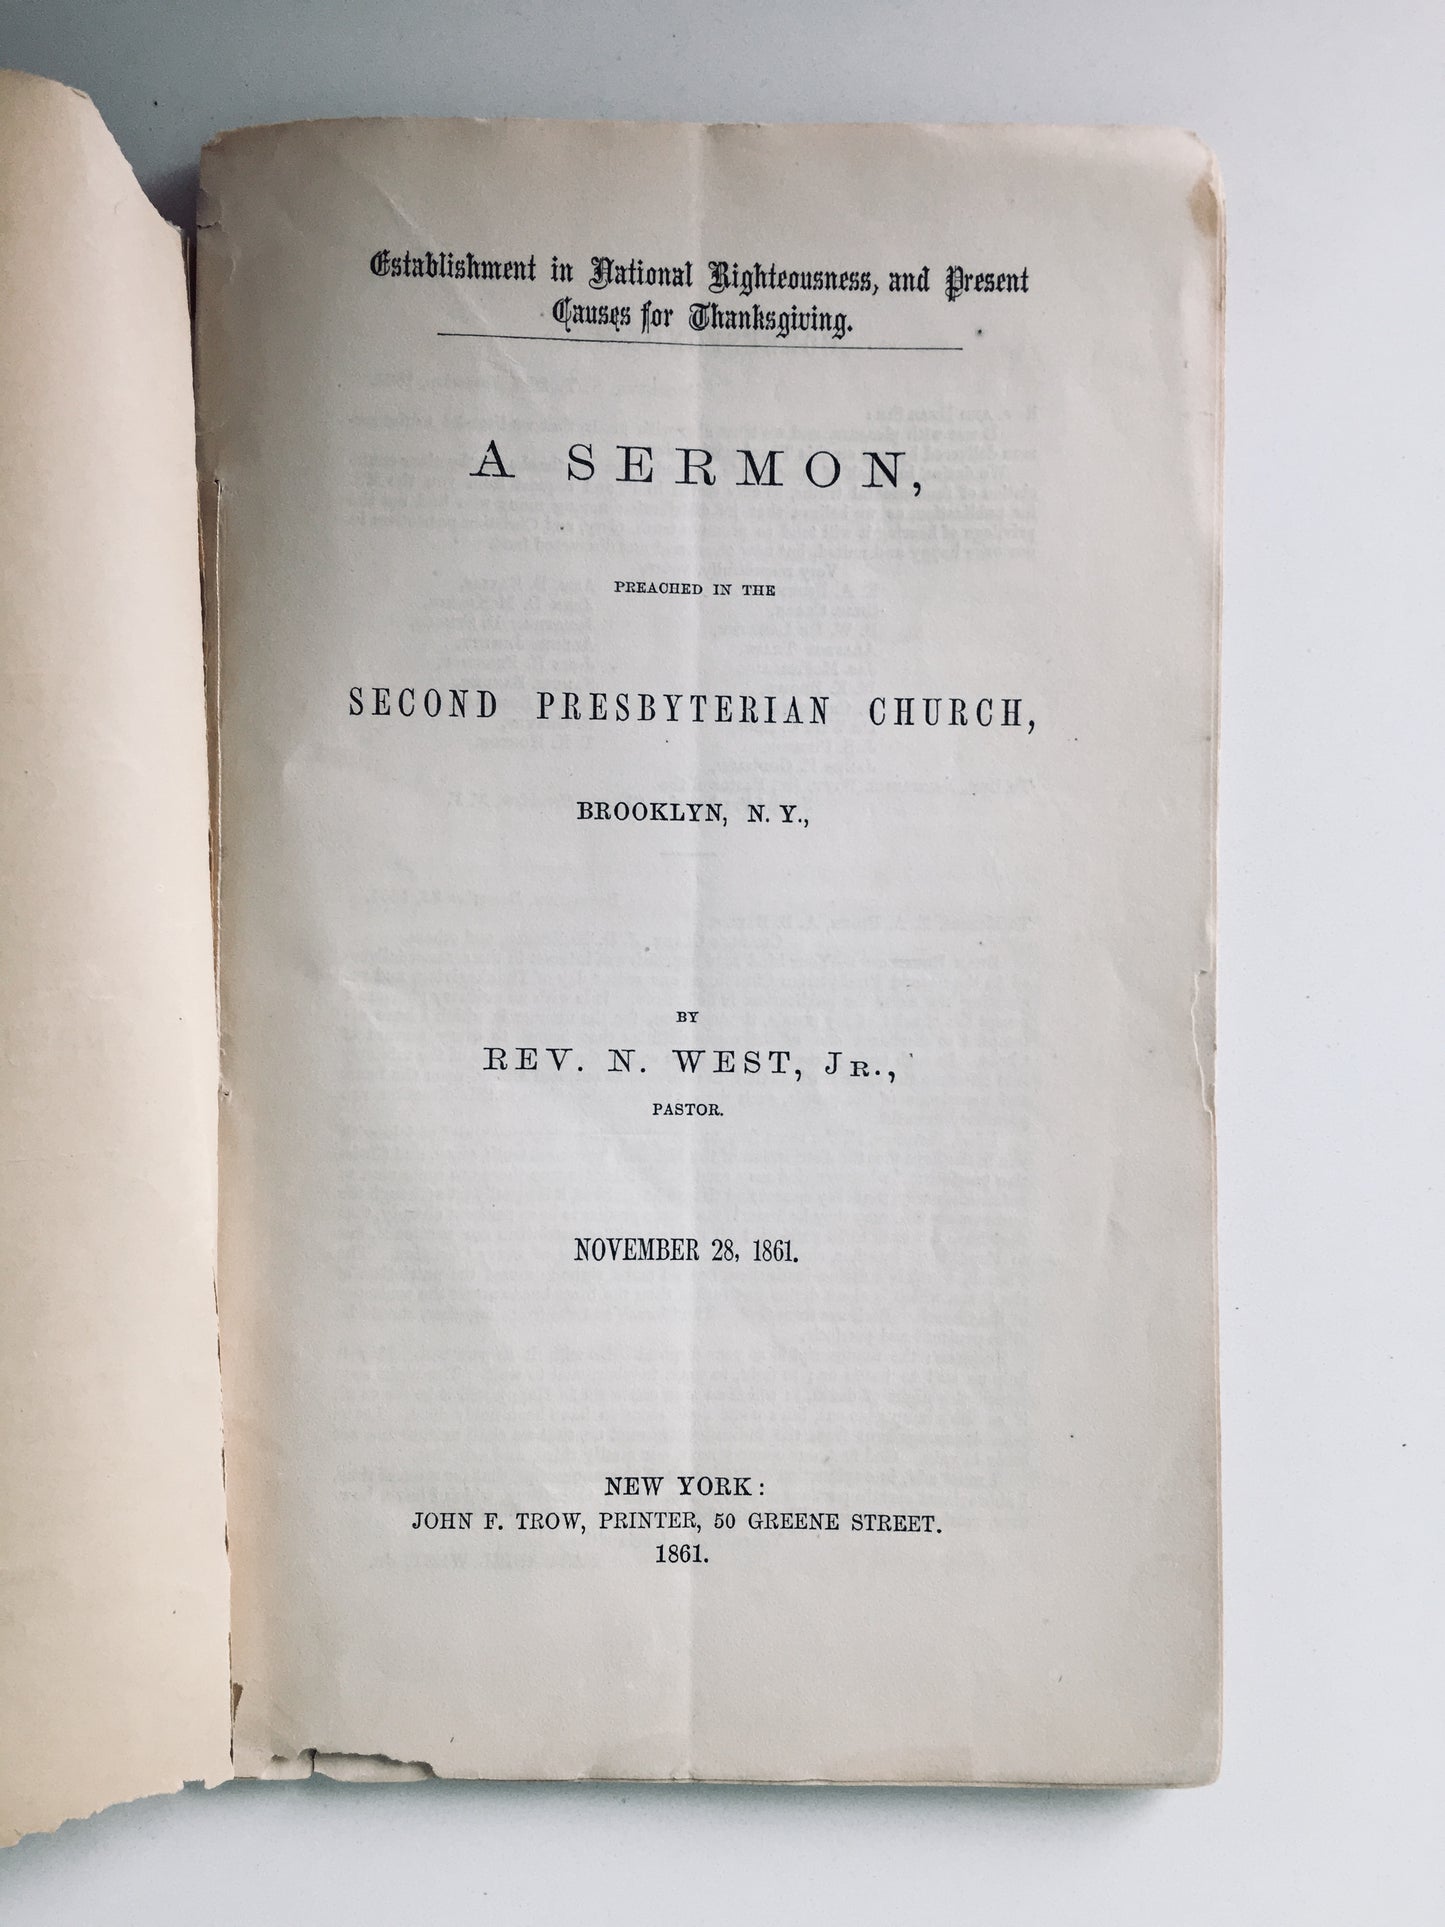 Establishment in National Righteousness, and Present
Causes for Thanksgiving.
A SERMON,
PREACHED IN THE
SECOND PRESBYTERIAN CHURCH,
BROOKLYN, N. Y.,
BY
REV. N. WEST, JR.,
PASTOR.
NOVEMBER 28, 1861.
NEW YORK:
JOHN F. TROW, PRINTER, 50 GREENE STREET.
1861.